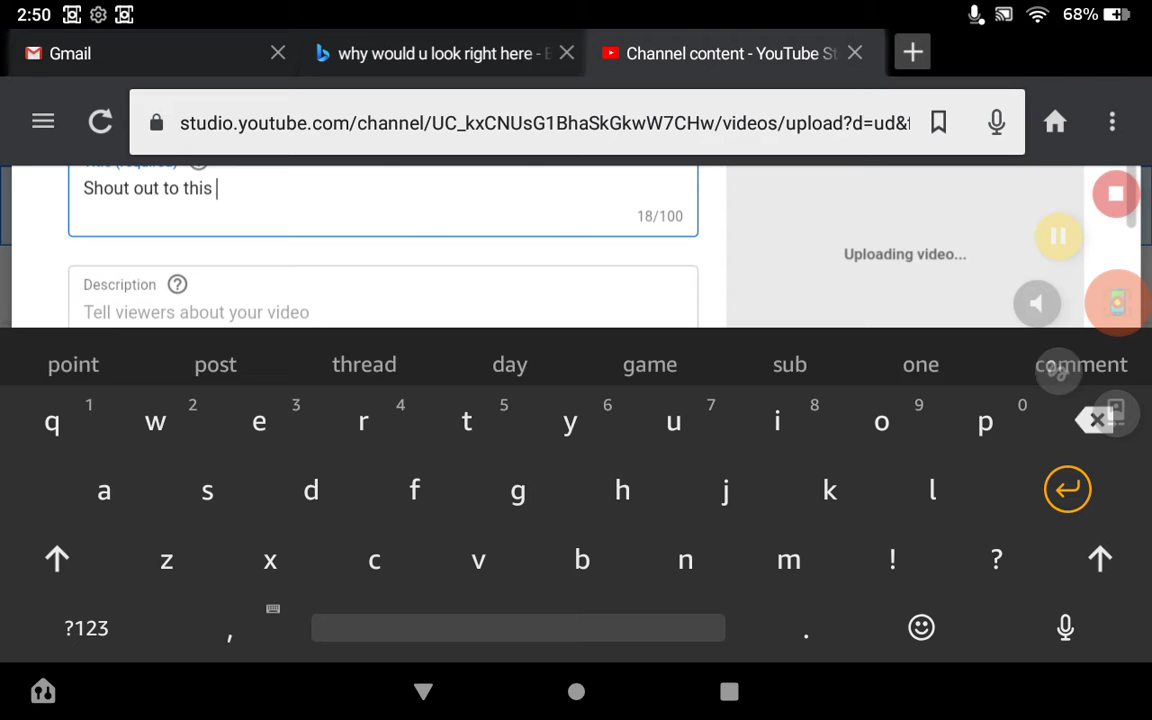 2:50 68%
Gmail why would u look right here - E Channel content - YouTube St
studio.youtube.com/channel/UC_kxCNUsG1BhaSkGkwW7CHw/videos/upload?d=ud&f
Title (required)
Shout out to this
18/100
Uploading video...
Description
Tell viewers about your video
point post thread day game sub one comment
1 2 3 4 5 6 7 8 9 0
q w e r t y u i o p
a s d f g h j k l
z x c v b n m ! ?
?123 , .